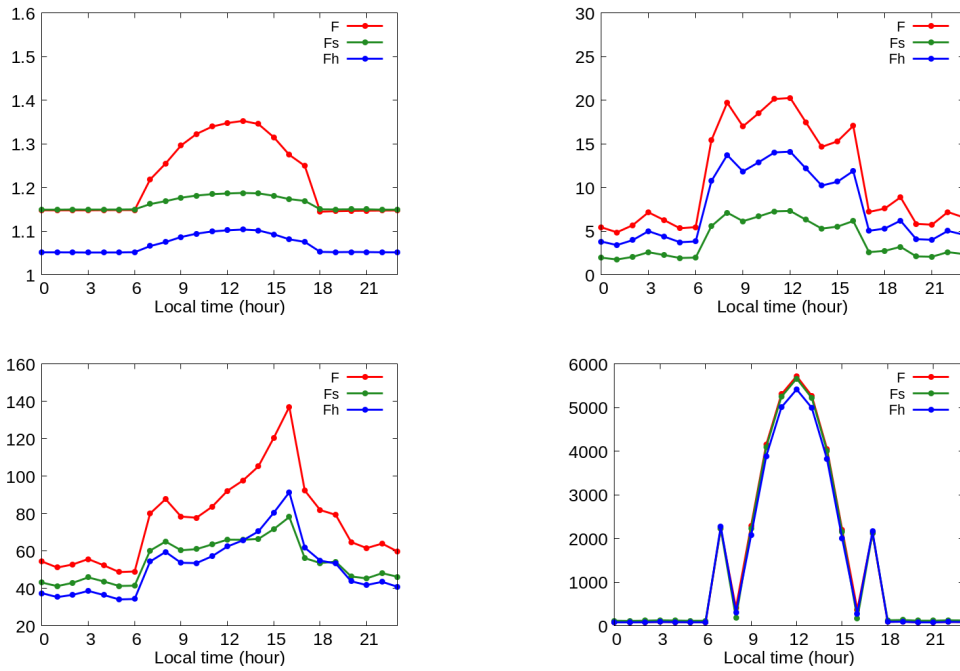 1.6
1.5
1.4
1.3
1.2
1.1
1
F
Fs
Fh
0 3 6 9 12 15 18 21
Local time (hour)
30
25
20
15
10
5
0
F
Fs
Fh
0 3 6 9 12 15 18 21
Local time (hour)
160
140
120
100
80
60
40
20
F
Fs
Fh
0 3 6 9 12 15 18 21
Local time (hour)
6000
5000
4000
3000
2000
1000
0
F
Fs
Fh
0 3 6 9 12 15 18 21
Local time (hour)